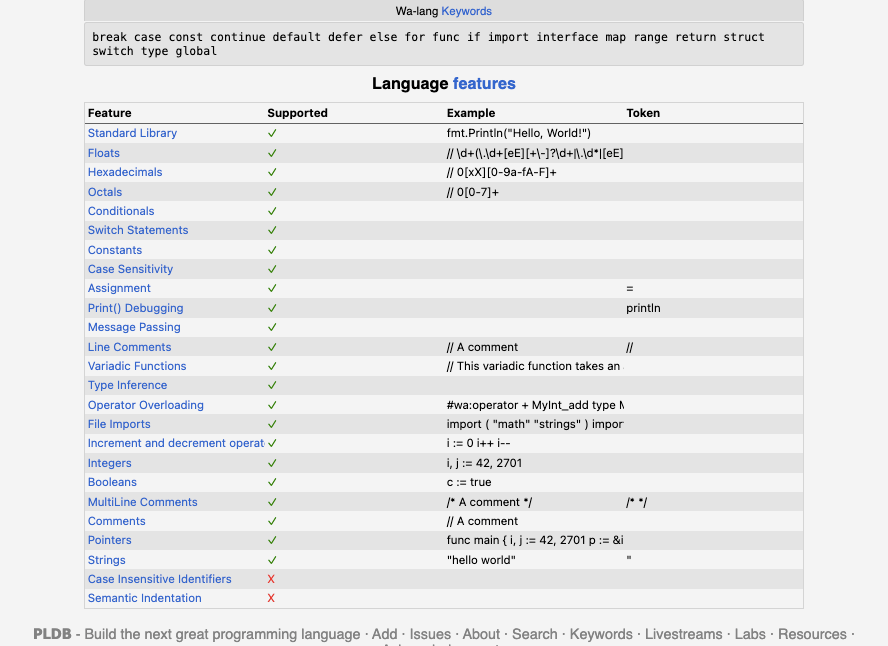 Wa-lang Keywords
break case const continue default defer else for func if import interface map range return struct
switch type global
Language features
Feature Supported Example Token
Standard Library ✓ fmt.Println("Hello, World!")
Floats ✓ // \d+(\.\d+[eE][+\-]?\d+|\.\d*|[eE]
Hexadecimals ✓ // 0[xX][0-9a-fA-F]+
Octals ✓ // 0[0-7]+
Conditionals ✓
Switch Statements ✓
Constants ✓
Case Sensitivity ✓
Assignment ✓ =
Print() Debugging ✓ println
Message Passing ✓
Line Comments ✓ // A comment //
Variadic Functions ✓ // This variadic function takes an
Type Inference ✓
Operator Overloading ✓ #wa:operator + MyInt_add type
File Imports ✓ import ( "math" "strings" ) impor
Increment and decrement operat ✓ i := 0 i++ i--
Integers ✓ i, j := 42, 2701
Booleans ✓ c := true
MultiLine Comments ✓ /* A comment */ /* */
Comments ✓ // A comment
Pointers ✓ func main { i, j := 42, 2701 p := &i
Strings ✓ "hello world" "
Case Insensitive Identifiers X
Semantic Indentation X
PLDB - Build the next great programming language · Add · Issues · About · Search · Keywords · Livestreams · Labs · Resources ·